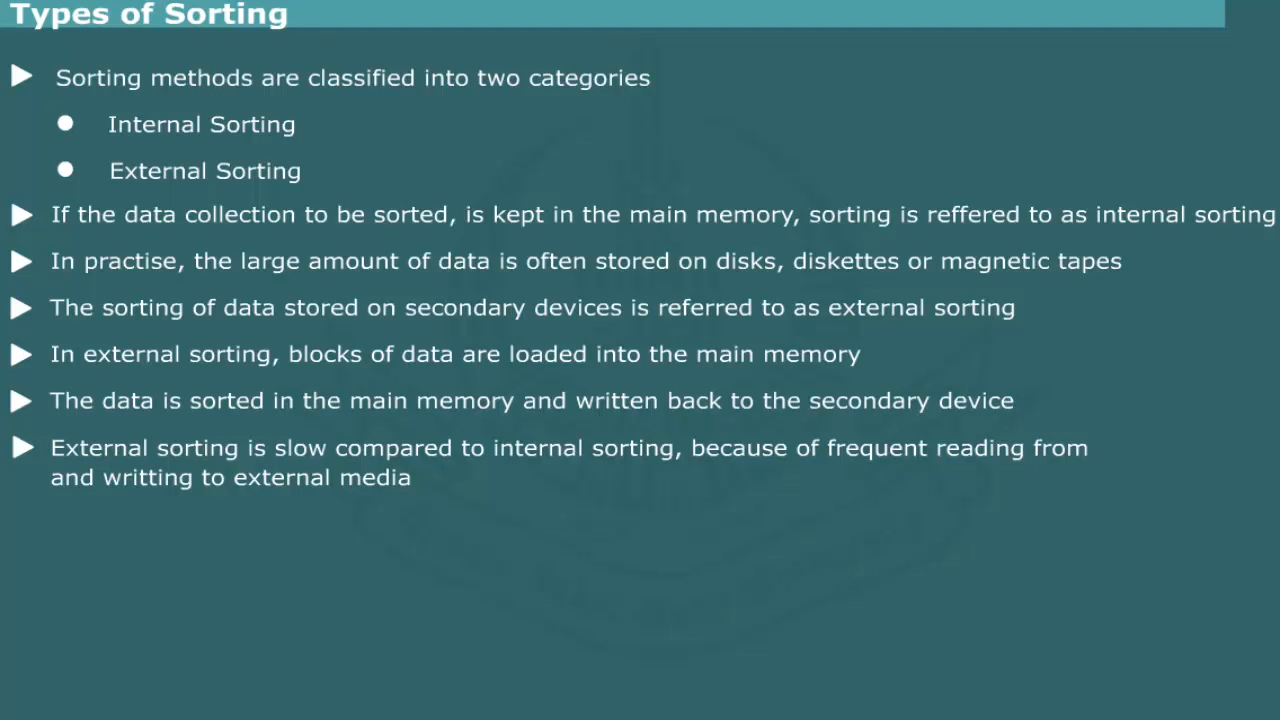 Types of Sorting
Sorting methods are classified into two categories
Internal Sorting
External Sorting
If the data collection to be sorted, is kept in the main memory, sorting is reffered to as internal sorting
In practise, the large amount of data is often stored on disks, diskettes or magnetic tapes
The sorting of data stored on secondary devices is referred to as external sorting
In external sorting, blocks of data are loaded into the main memory
The data is sorted in the main memory and written back to the secondary device
External sorting is slow compared to internal sorting, because of frequent reading from
and writting to external media